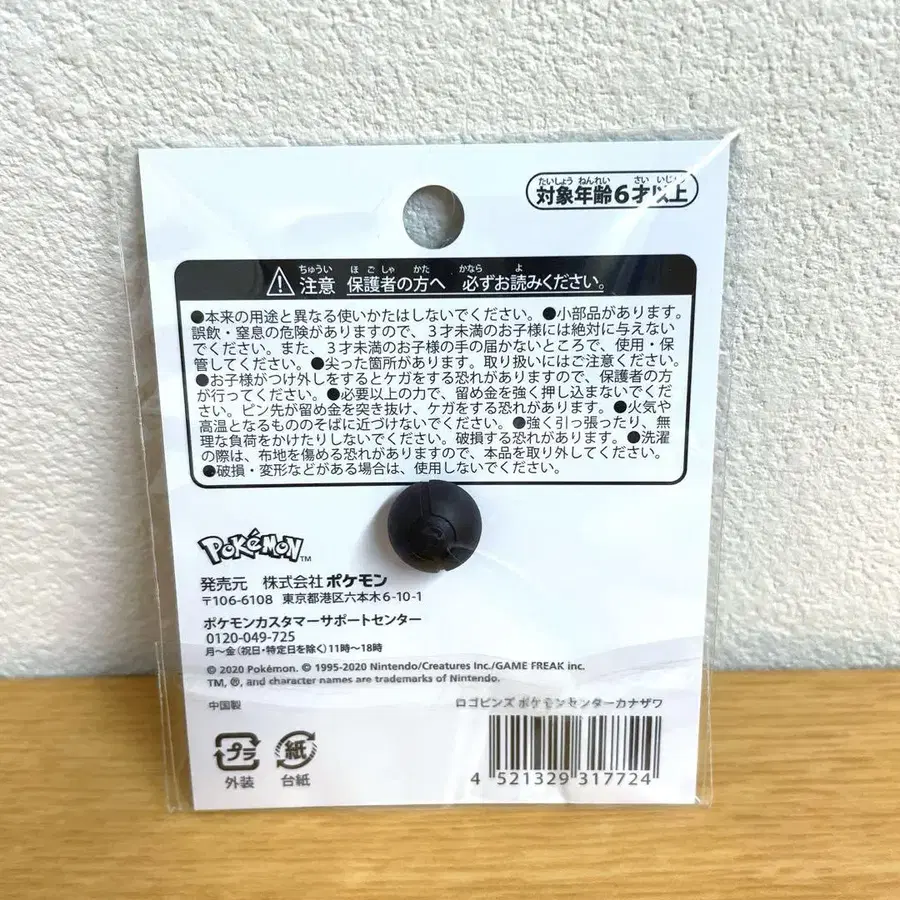 たいしょう ねんれい さい いじょう
対象年齢6才以上
ちゅうい ほごしゃ かた かなら よ
注意 保護者の方へ 必ずお読みください。
●本来の用途と異なる使いかたはしないでください。●小部品があります。
誤飲・窒息の危険がありますので、3才未満のお子様には絶対に与えない
でください。また、3才未満のお子様の手の届かないところで、使用・保
管してください。●尖った箇所があります。取り扱いにはご注意ください。
●お子様がつけ外しをするとケガをする恐れがありますので、保護者の方
が行ってください。●必要以上の力で、留め金を強く押し込まないでくだ
さい。ピン先が留め金を突き抜け、ケガをする恐れがあります。●火気や
高温となるもののそばに近づけないでください。●強く引っ張ったり、無
理な負荷をかけたりしないでください。破損する恐れがあります。●洗濯
の際は、布地を傷める恐れがありますので、本品を取り外してください。
●破損・変形などがある場合は、使用しないでください。
POKéMON™
発売元 株式会社ポケモン
〒106-6108 東京都港区六本木6-10-1
ポケモンカスタマーサポートセンター
0120-049-725
月~金(祝日・特定日を除く)11時~18時
© 2020 Pokémon. © 1995-2020 Nintendo/Creatures Inc./GAME FREAK inc.
TM, ®, and character names are trademarks of Nintendo.
中国製
ロゴピンズ ポケモンセンターカナザワ
プラ 紙
外装 台紙
4 521329 317724